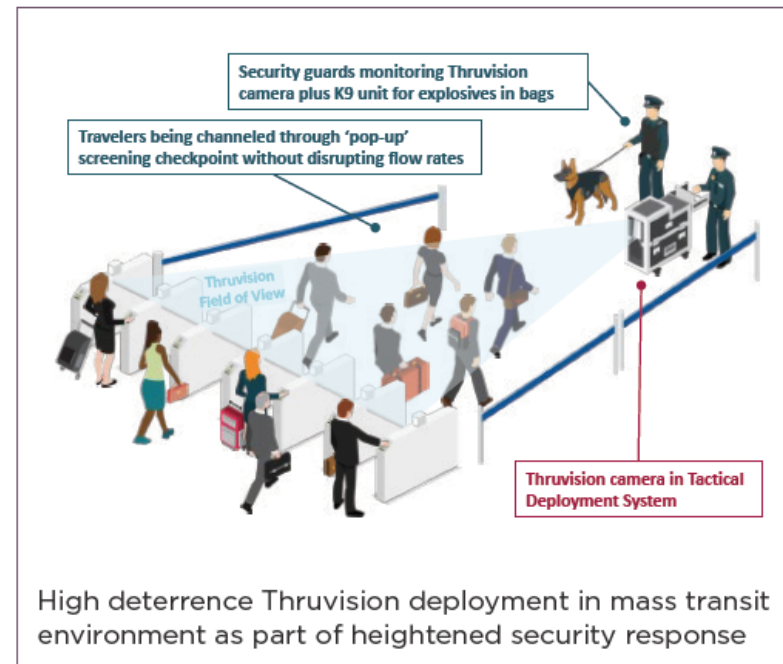 Security guards monitoring Thruvision
camera plus K9 unit for explosives in bags
Travelers being channeled through ‘pop-up’
screening checkpoint without disrupting flow rates
Thruvision
Field of View
Thruvision camera in Tactical
Deployment System
High deterrence Thruvision deployment in mass transit
environment as part of heightened security response